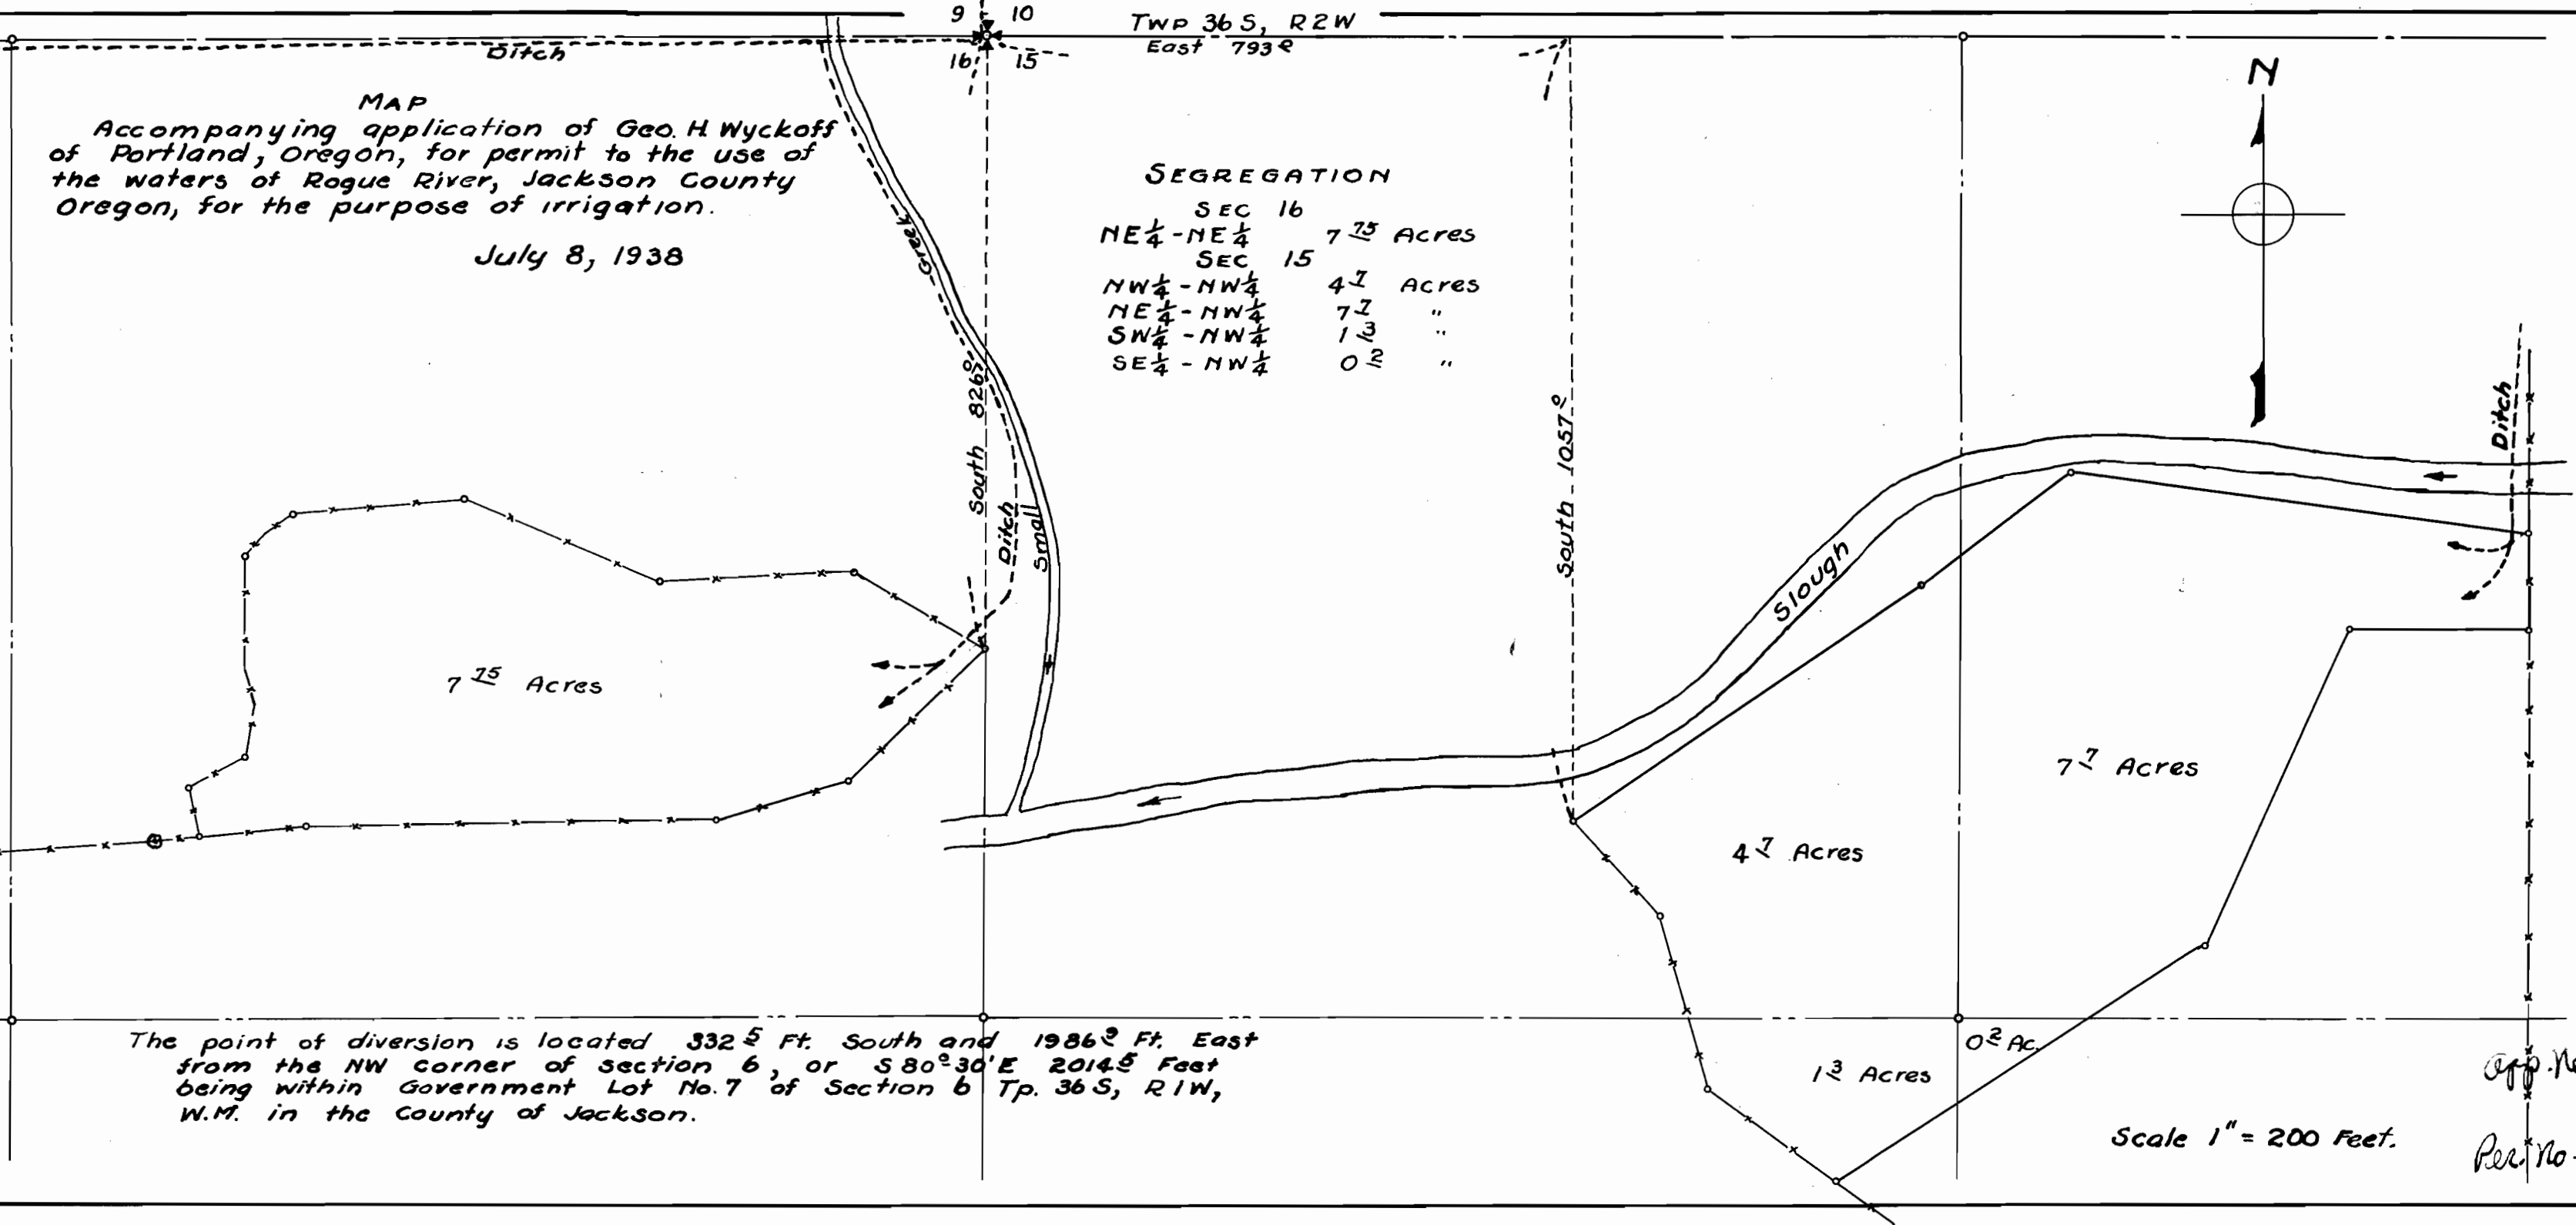 9 10
TWP 36 S, R2W
East 793.0
16 15
Ditch
MAP
Accompanying application of Geo. H Wyckoff
of Portland, Oregon, for permit to the use of
the waters of Rogue River, Jackson County
Oregon, for the purpose of irrigation.
July 8, 1938
N
SEGREGATION
SEC 16
NE¼-NE¼ 7.75 Acres
SEC 15
NW¼-NW¼ 4.7 Acres
NE¼-NW¼ 7.7 "
SW¼-NW¼ 1.3 "
SE¼-NW¼ 0.2 "
Creek
South 826.0
Ditch
Small
South 1057.0
Slough
Ditch
7.75 Acres
4.7 Acres
7.7 Acres
1.3 Acres
0.2 Ac.
The point of diversion is located 332.5 Ft. South and 1986.9 Ft. East
from the NW corner of section 6, or S 80°30'E 2014.5 Feet
being within Government Lot No. 7 of Section 6 Tp. 36 S, R1W,
W.M. in the County of Jackson.
Scale 1" = 200 Feet.
App. No
Per. No.